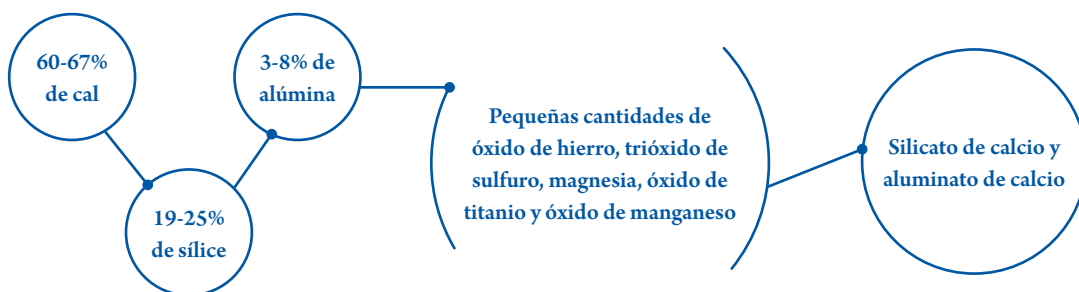 60-67%
de cal
19-25%
de sílice
3-8% de
alúmina
Pequeñas cantidades de
óxido de hierro, trióxido de
sulfuro, magnesia, óxido de
titanio y óxido de manganeso
Silicato de calcio y
aluminato de calcio